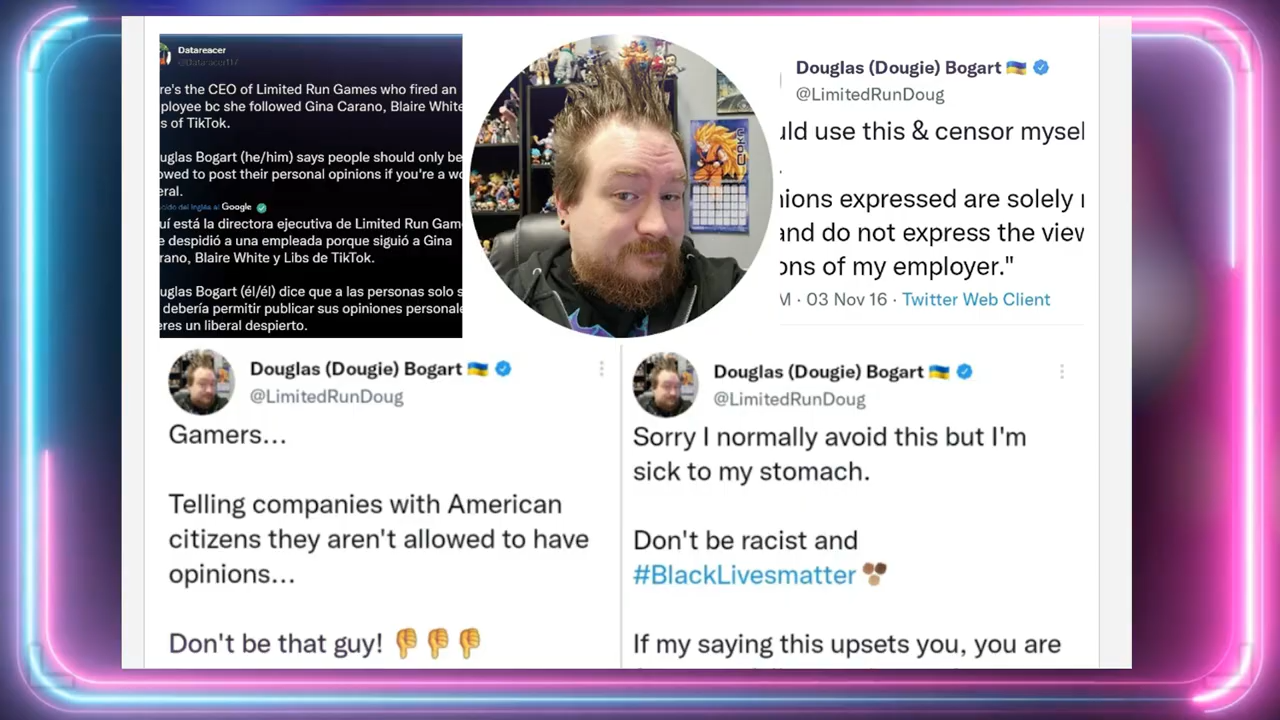 Datareacer
@Datareacer117
re's the CEO of Limited Run Games who fired an
ployee bc she followed Gina Carano, Blaire White
s of TikTok.
uglas Bogart (he/him) says people should only be
owed to post their personal opinions if you're a wo
eral.
Google
uí está la directora ejecutiva de Limited Run Gam
e despidió a una empleada porque siguió a Gina
rano, Blaire White y Libs de TikTok.
uglas Bogart (él/él) dice que a las personas solo s
debería permitir publicar sus opiniones personale
eres un liberal despierto.
GOKU
Douglas (Dougie) Bogart
@LimitedRunDoug
uld use this & censor mysel
.
nions expressed are solely
and do not express the view
ons of my employer."
M · 03 Nov 16 · Twitter Web Client
Douglas (Dougie) Bogart
@LimitedRunDoug
Gamers...
Telling companies with American
citizens they aren't allowed to have
opinions...
Don't be that guy! 👎👎👎
Douglas (Dougie) Bogart
@LimitedRunDoug
Sorry I normally avoid this but I'm
sick to my stomach.
Don't be racist and
#BlackLivesmatter
If my saying this upsets you, you are